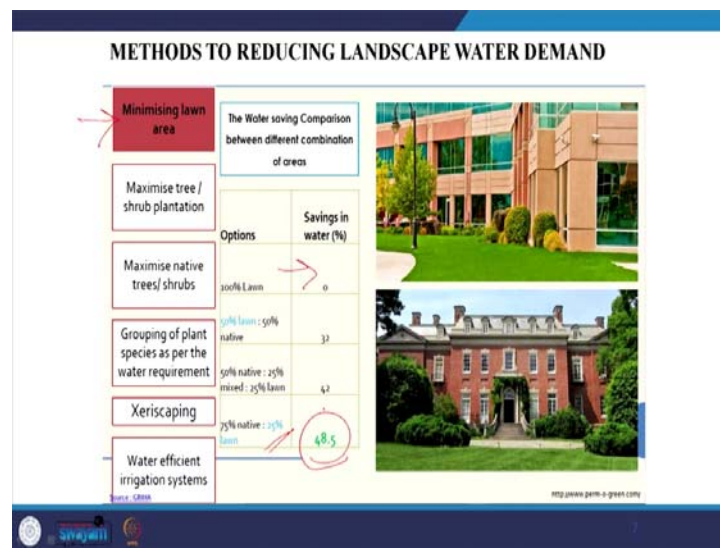 METHODS TO REDUCING LANDSCAPE WATER DEMAND
Minimising lawn
area
Maximise tree /
shrub plantation
Maximise native
trees/ shrubs
Grouping of plant
species as per the
water requirement
Xeriscaping
Water efficient
irrigation systems
Source : GRIHA
The Water saving Comparison
between different combination
of areas
Options
Savings in
water (%)
100% Lawn
0
50% lawn : 50%
native
32
50% native : 25%
mixed : 25% lawn
42
75% native : 25%
lawn
48.5
http://www.perm-o-green.com/
swayam
7